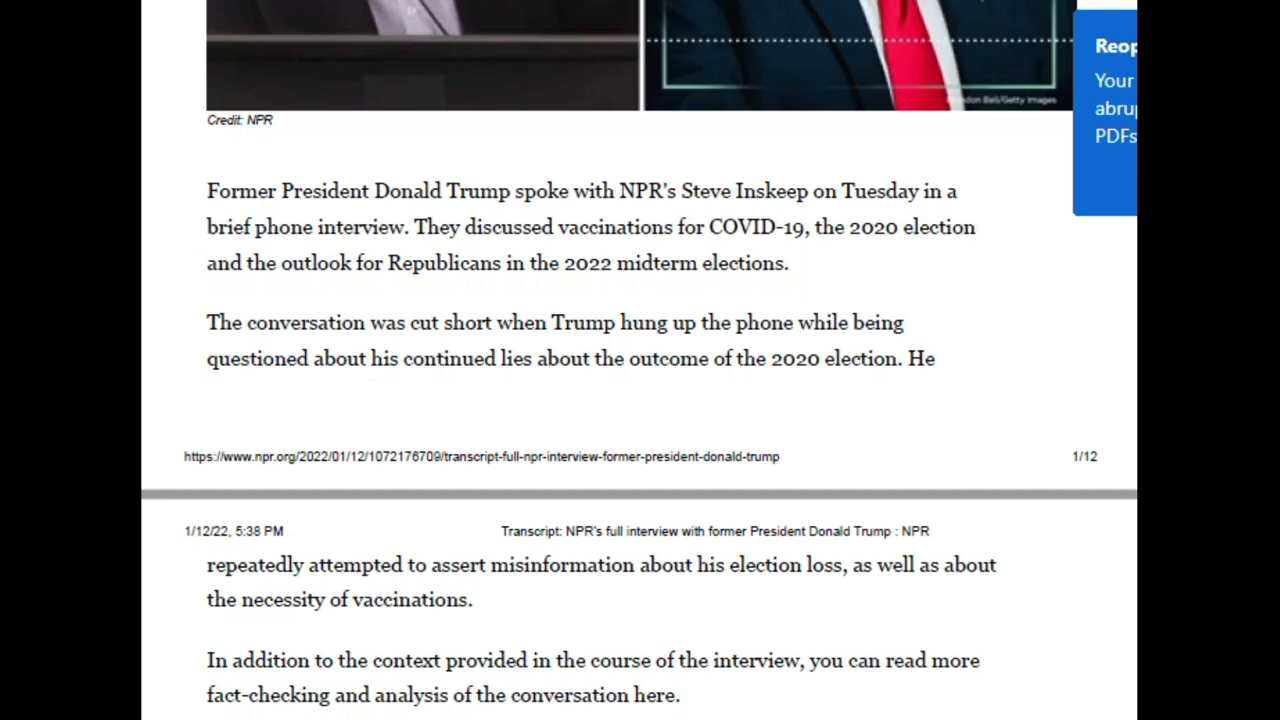 Brandon Bell/Getty Images
Credit: NPR
Reop
Your
abrup
PDFs
Former President Donald Trump spoke with NPR's Steve Inskeep on Tuesday in a
brief phone interview. They discussed vaccinations for COVID-19, the 2020 election
and the outlook for Republicans in the 2022 midterm elections.
The conversation was cut short when Trump hung up the phone while being
questioned about his continued lies about the outcome of the 2020 election. He
https://www.npr.org/2022/01/12/1072176709/transcript-full-npr-interview-former-president-donald-trump
1/12
1/12/22, 5:38 PM
Transcript: NPR's full interview with former President Donald Trump : NPR
repeatedly attempted to assert misinformation about his election loss, as well as about
the necessity of vaccinations.
In addition to the context provided in the course of the interview, you can read more
fact-checking and analysis of the conversation here.